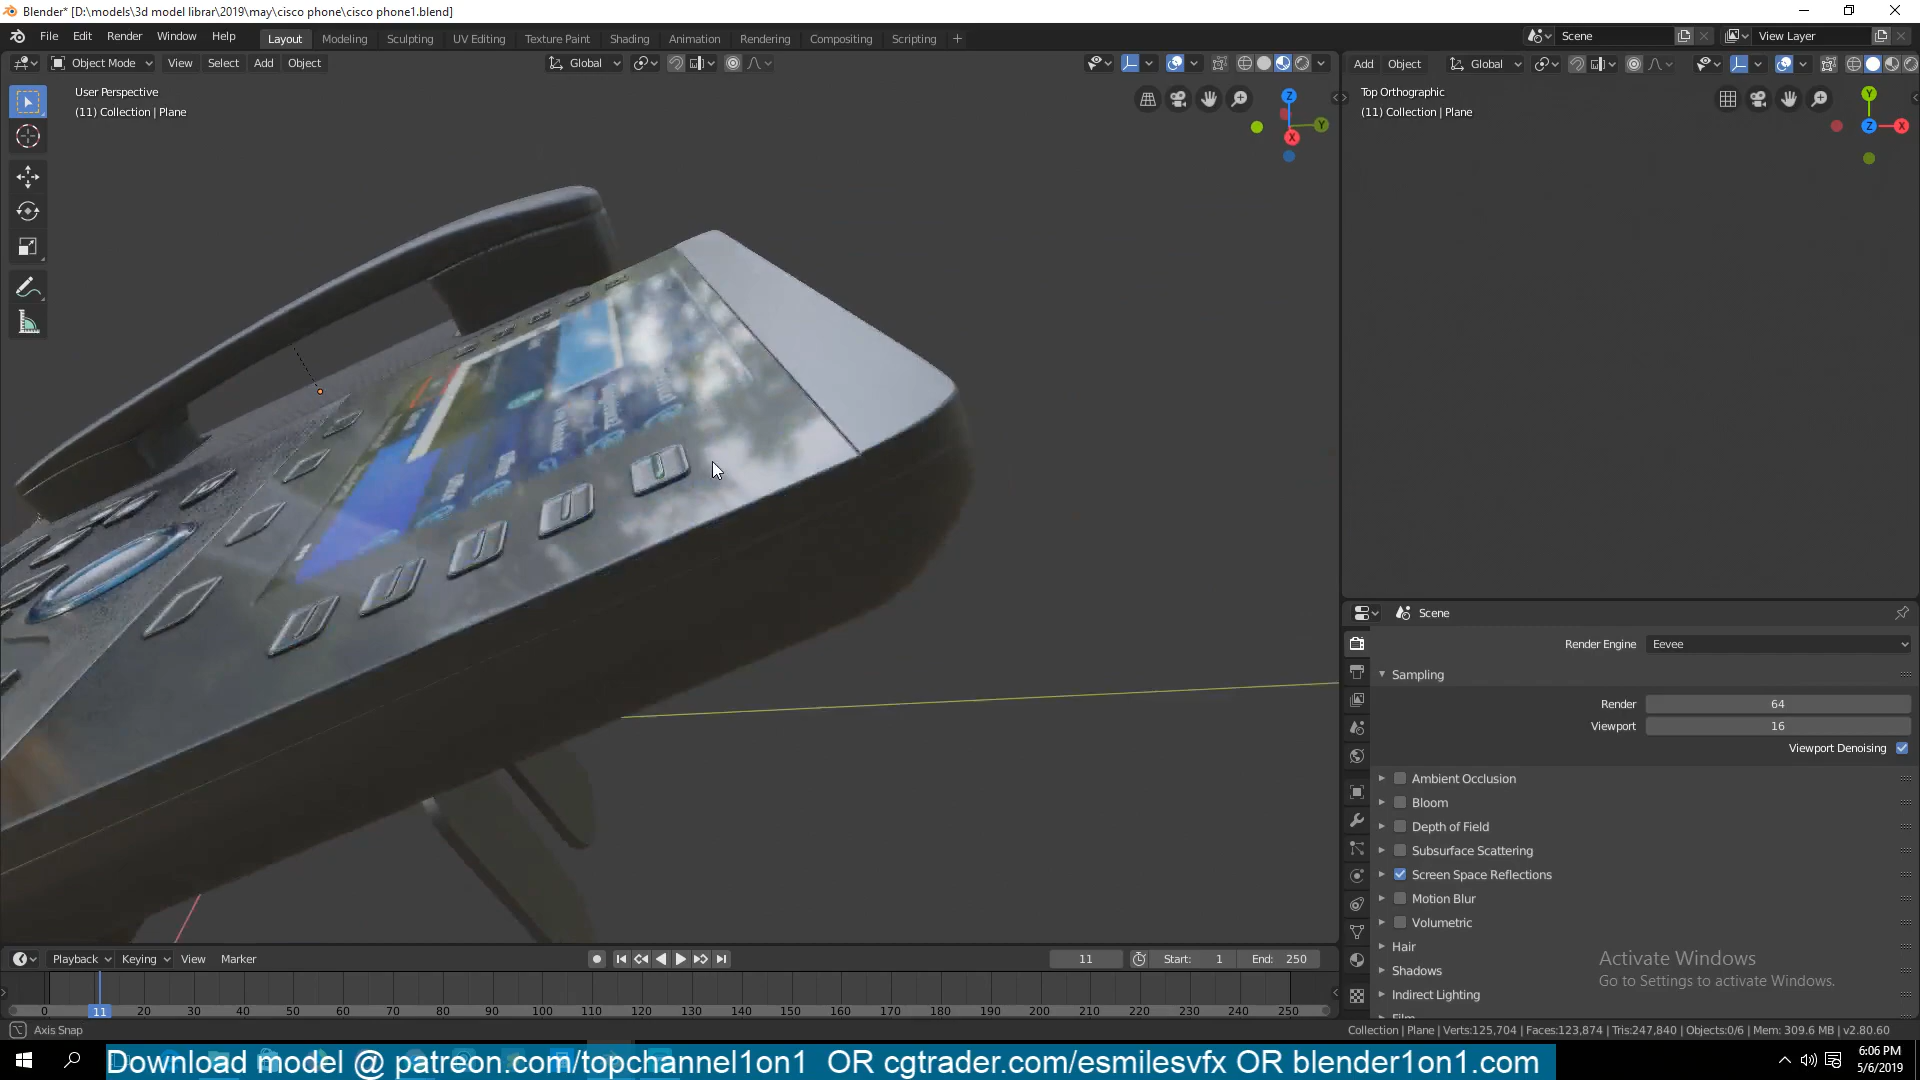 Blender* [D:\models\3d model librar\2019\may\cisco phone\cisco phone1.blend]
File Edit Render Window Help Layout Modeling Sculpting UV Editing Texture Paint Shading Animation Rendering Compositing Scripting + Scene View Layer
Object Mode View Select Add Object Global Add Object Global
User Perspective
(11) Collection | Plane
Z
Y
X
Top Orthographic
(11) Collection | Plane
Y
Z
X
Scene
Render Engine Eevee
Sampling
Render 64
Viewport 16
Viewport Denoising
Ambient Occlusion
Bloom
Depth of Field
Subsurface Scattering
Screen Space Reflections
Motion Blur
Volumetric
Hair
Shadows
Indirect Lighting
Film
Activate Windows
Go to Settings to activate Windows.
Playback Keying View Marker 11 Start: 1 End: 250
0 11 20 30 40 50 60 70 80 90 100 110 120 130 140 150 160 170 180 190 200 210 220 230 240 250
Axis Snap
Collection | Plane | Verts:125,704 | Faces:123,874 | Tris:247,840 | Objects:0/6 | Mem: 309.6 MB | v2.80.60
Download model @ patreon.com/topchannel1on1 OR cgtrader.com/esmilesvfx OR blender1on1.com
6:06 PM
5/6/2019